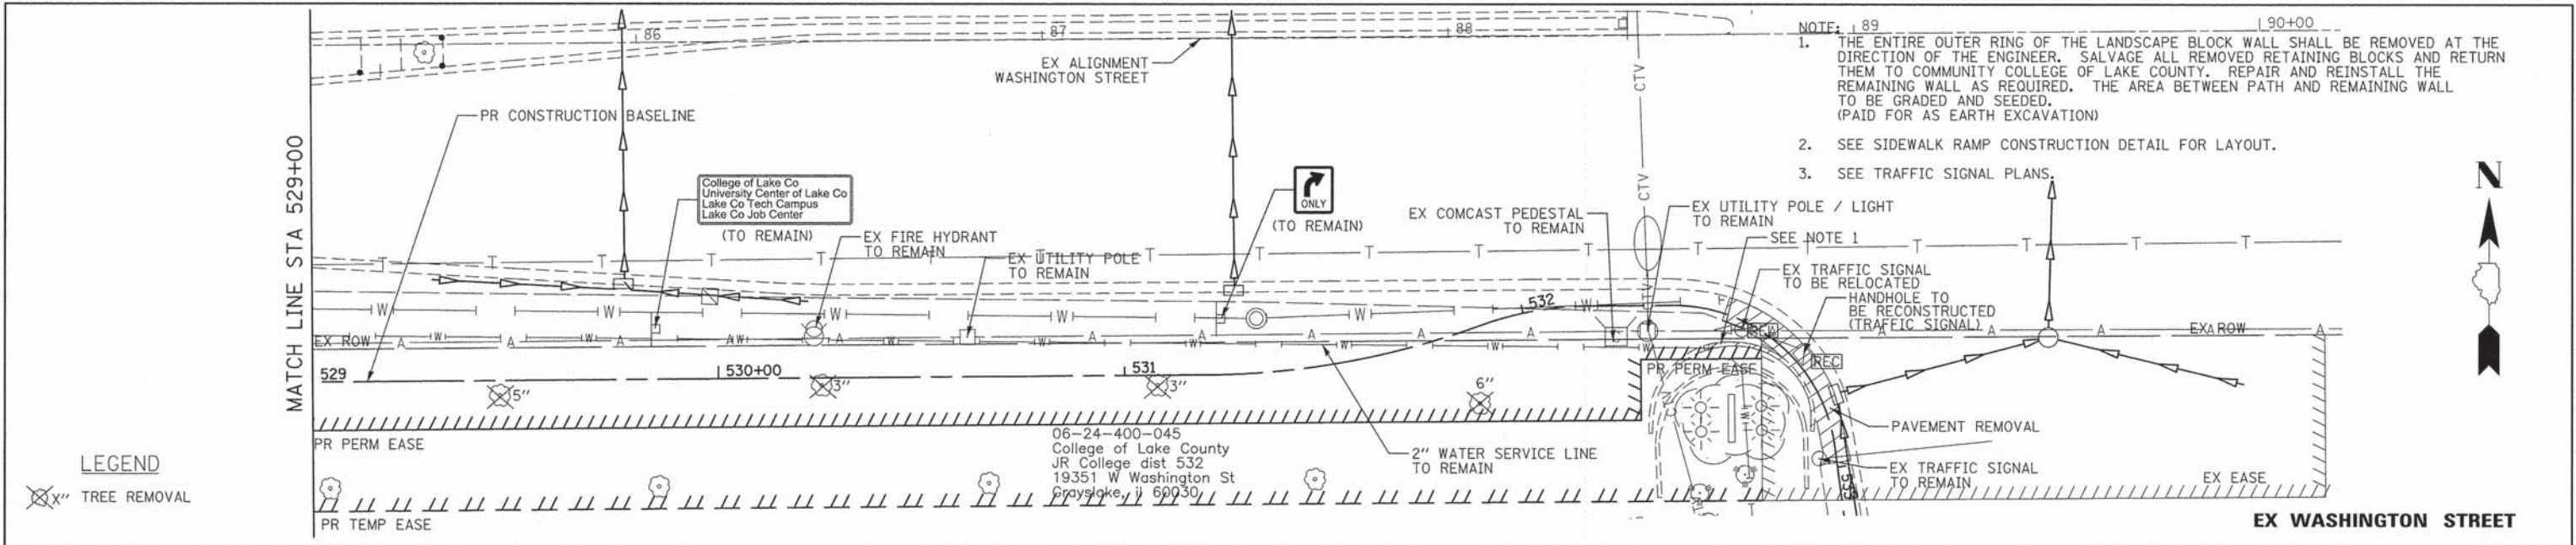 86
87
88
89
90+00
EX ALIGNMENT
WASHINGTON STREET
CTV
CTV
NOTE:
1. THE ENTIRE OUTER RING OF THE LANDSCAPE BLOCK WALL SHALL BE REMOVED AT THE
DIRECTION OF THE ENGINEER. SALVAGE ALL REMOVED RETAINING BLOCKS AND RETURN
THEM TO COMMUNITY COLLEGE OF LAKE COUNTY. REPAIR AND REINSTALL THE
REMAINING WALL AS REQUIRED. THE AREA BETWEEN PATH AND REMAINING WALL
TO BE GRADED AND SEEDED.
(PAID FOR AS EARTH EXCAVATION)
2. SEE SIDEWALK RAMP CONSTRUCTION DETAIL FOR LAYOUT.
3. SEE TRAFFIC SIGNAL PLANS.
N
MATCH LINE STA 529+00
PR CONSTRUCTION BASELINE
College of Lake Co
University Center of Lake Co
Lake Co Tech Campus
Lake Co Job Center
(TO REMAIN)
EX FIRE HYDRANT
TO REMAIN
EX UTILITY POLE
TO REMAIN
ONLY
(TO REMAIN)
EX COMCAST PEDESTAL
TO REMAIN
EX UTILITY POLE / LIGHT
TO REMAIN
SEE NOTE 1
EX TRAFFIC SIGNAL
TO BE RELOCATED
HANDHOLE TO
BE RECONSTRUCTED
(TRAFFIC SIGNAL)
T T T T T T T T T T T T T T T T T
W W W W W W
EX ROW
A A A A A A A A A A A A
W W W W W W W W
EX ROW
REC
529
530+00
531
532
5"
3"
3"
6"
PR PERM EASE
PR PERM EASE
06-24-400-045
College of Lake County
JR College dist 532
19351 W Washington St
Grayslake, il 60030
2" WATER SERVICE LINE
TO REMAIN
PAVEMENT REMOVAL
EX TRAFFIC SIGNAL
TO REMAIN
EX EASE
PR TEMP EASE
LEGEND
X" TREE REMOVAL
EX WASHINGTON STREET